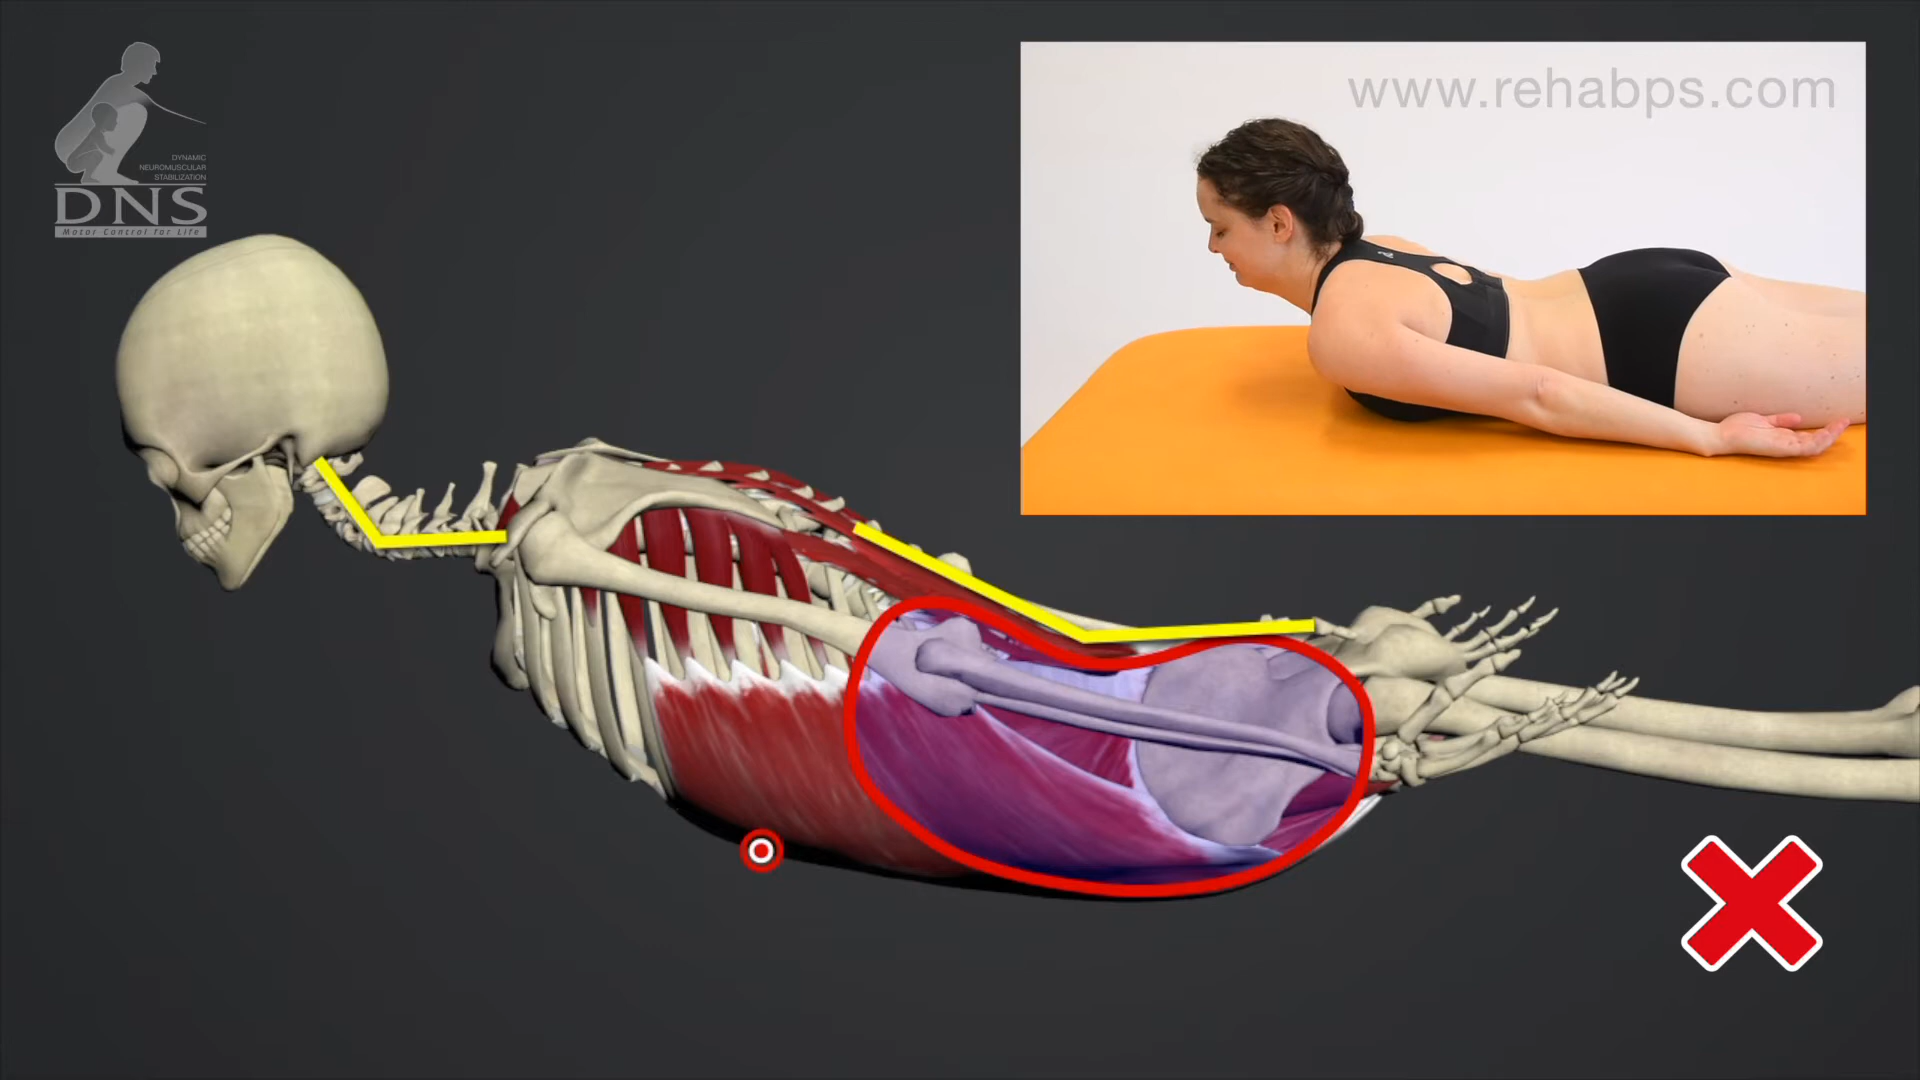 DYNAMIC
NEUROMUSCULAR
STABILIZATION
DNS
Motor Control for Life
www.rehabps.com